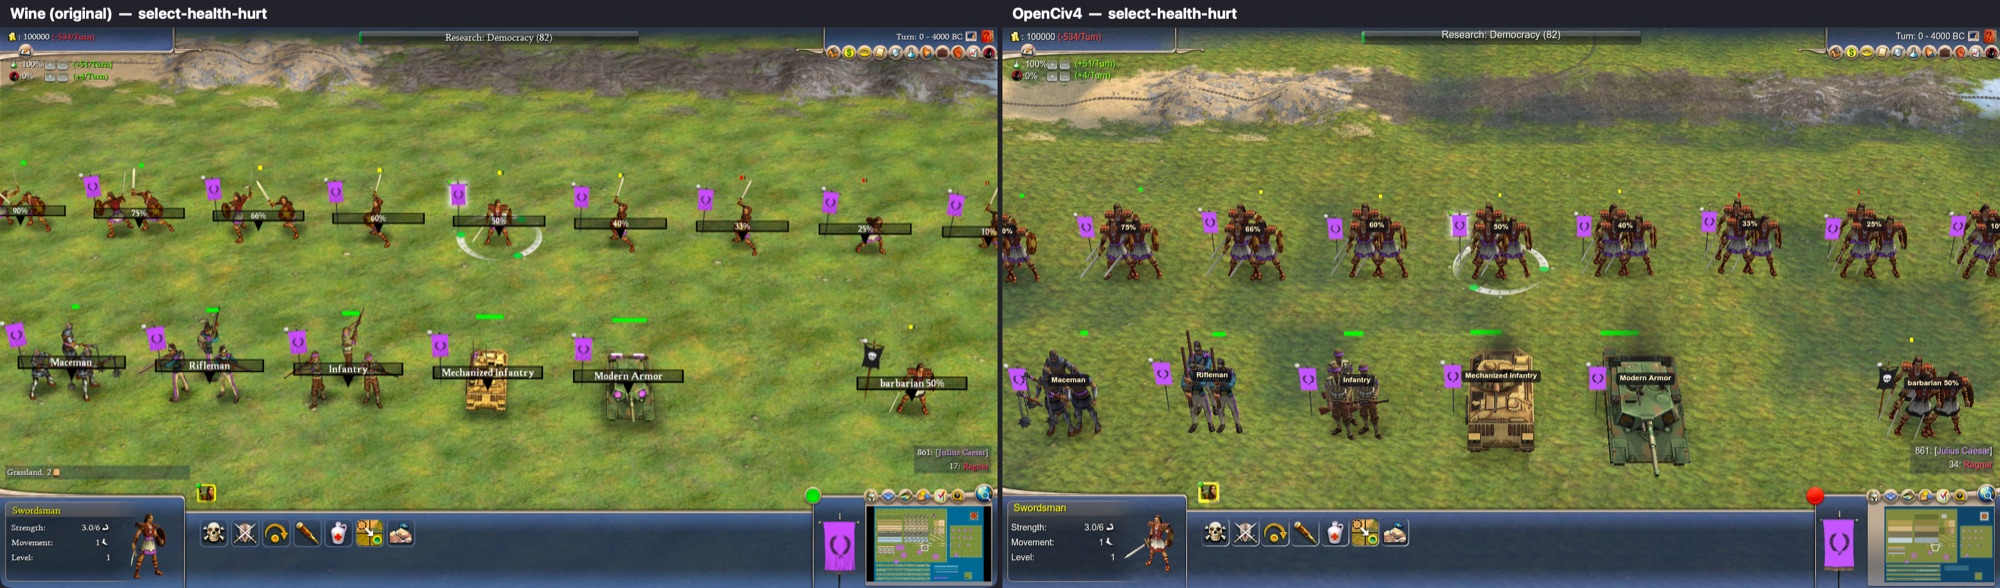 Wine (original) — select-health-hurt
: 100000 (-534/Turn)
Research: Democracy (82)
Turn: 0 - 4000 BC
:100% (+51/Turn)
:0% (+4/Turn)
90%
75%
66%
60%
50%
40%
33%
25%
10%
Maceman
Rifleman
Infantry
Mechanized Infantry
Modern Armor
barbarian 50%
861: [Julius Caesar]
17: Ragnar
Grassland, 2
Swordsman
Strength: 3.0/6
Movement: 1
Level: 1
OpenCiv4 — select-health-hurt
: 100000 (-534/Turn)
Research: Democracy (82)
Turn: 0 - 4000 BC
:100% (+51/Turn)
:0% (+4/Turn)
0%
75%
66%
60%
50%
40%
33%
25%
10
Maceman
Rifleman
Infantry
Mechanized Infantry
Modern Armor
barbarian 50%
861: [Julius Caesar]
34: Ragnar
Swordsman
Strength: 3.0/6
Movement: 1
Level: 1